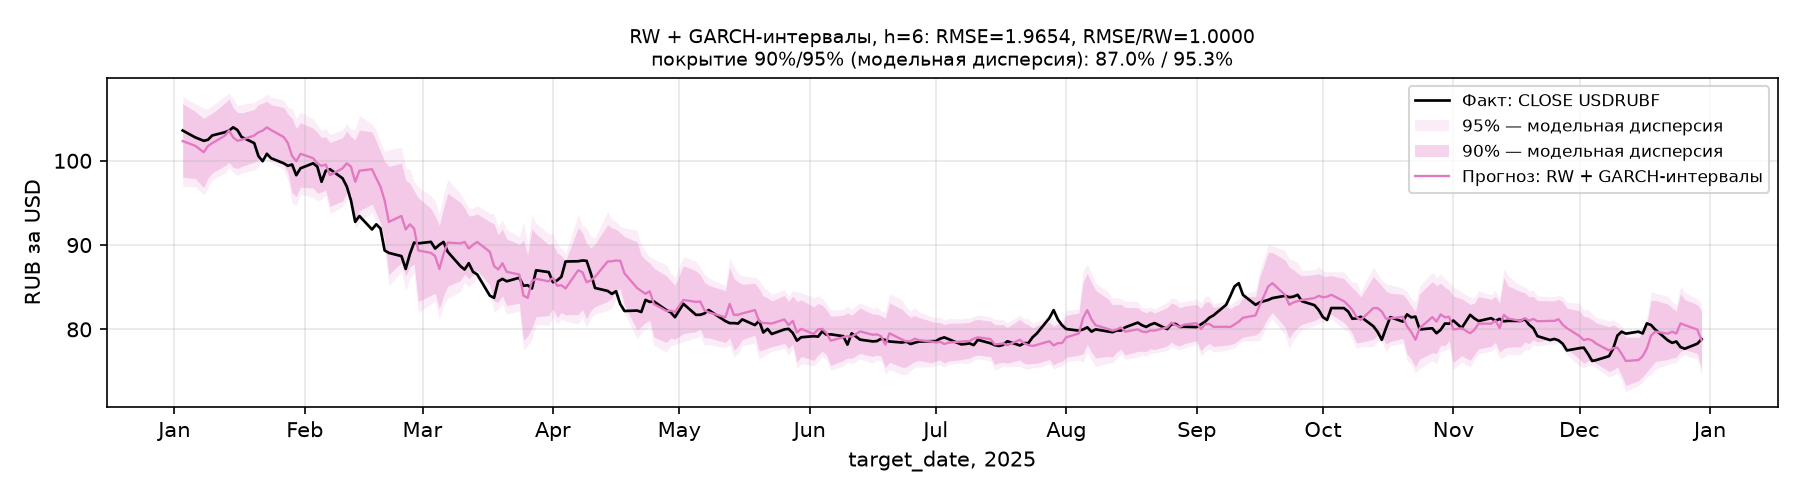 RW + GARCH-интервалы, h=6: RMSE=1.9654, RMSE/RW=1.0000
покрытие 90%/95% (модельная дисперсия): 87.0% / 95.3%
Факт: CLOSE USDRUBF
95% — модельная дисперсия
90% — модельная дисперсия
Прогноз: RW + GARCH-интервалы
RUB за USD
100
90
80
Jan Feb Mar Apr May Jun Jul Aug Sep Oct Nov Dec Jan
target_date, 2025